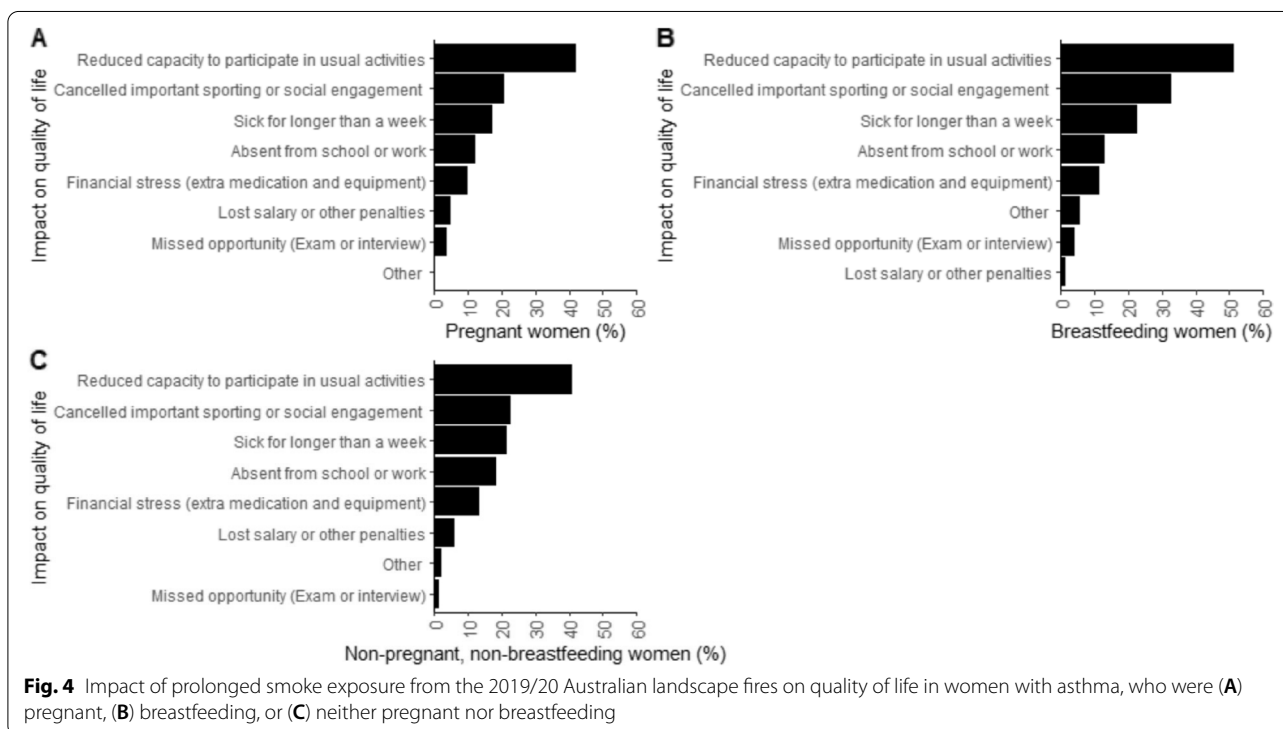 A
Impact on quality of life
Reduced capacity to participate in usual activities
Cancelled important sporting or social engagement
Sick for longer than a week
Absent from school or work
Financial stress (extra medication and equipment)
Lost salary or other penalties
Missed opportunity (Exam or interview)
Other
0 10 20 30 40 50 60
Pregnant women (%)
B
Impact on quality of life
Reduced capacity to participate in usual activities
Cancelled important sporting or social engagement
Sick for longer than a week
Absent from school or work
Financial stress (extra medication and equipment)
Other
Missed opportunity (Exam or interview)
Lost salary or other penalties
0 10 20 30 40 50 60
Breastfeeding women (%)
C
Impact on quality of life
Reduced capacity to participate in usual activities
Cancelled important sporting or social engagement
Sick for longer than a week
Absent from school or work
Financial stress (extra medication and equipment)
Lost salary or other penalties
Other
Missed opportunity (Exam or interview)
0 10 20 30 40 50 60
Non-pregnant, non-breastfeeding women (%)
Fig. 4 Impact of prolonged smoke exposure from the 2019/20 Australian landscape fires on quality of life in women with asthma, who were (A)
pregnant, (B) breastfeeding, or (C) neither pregnant nor breastfeeding